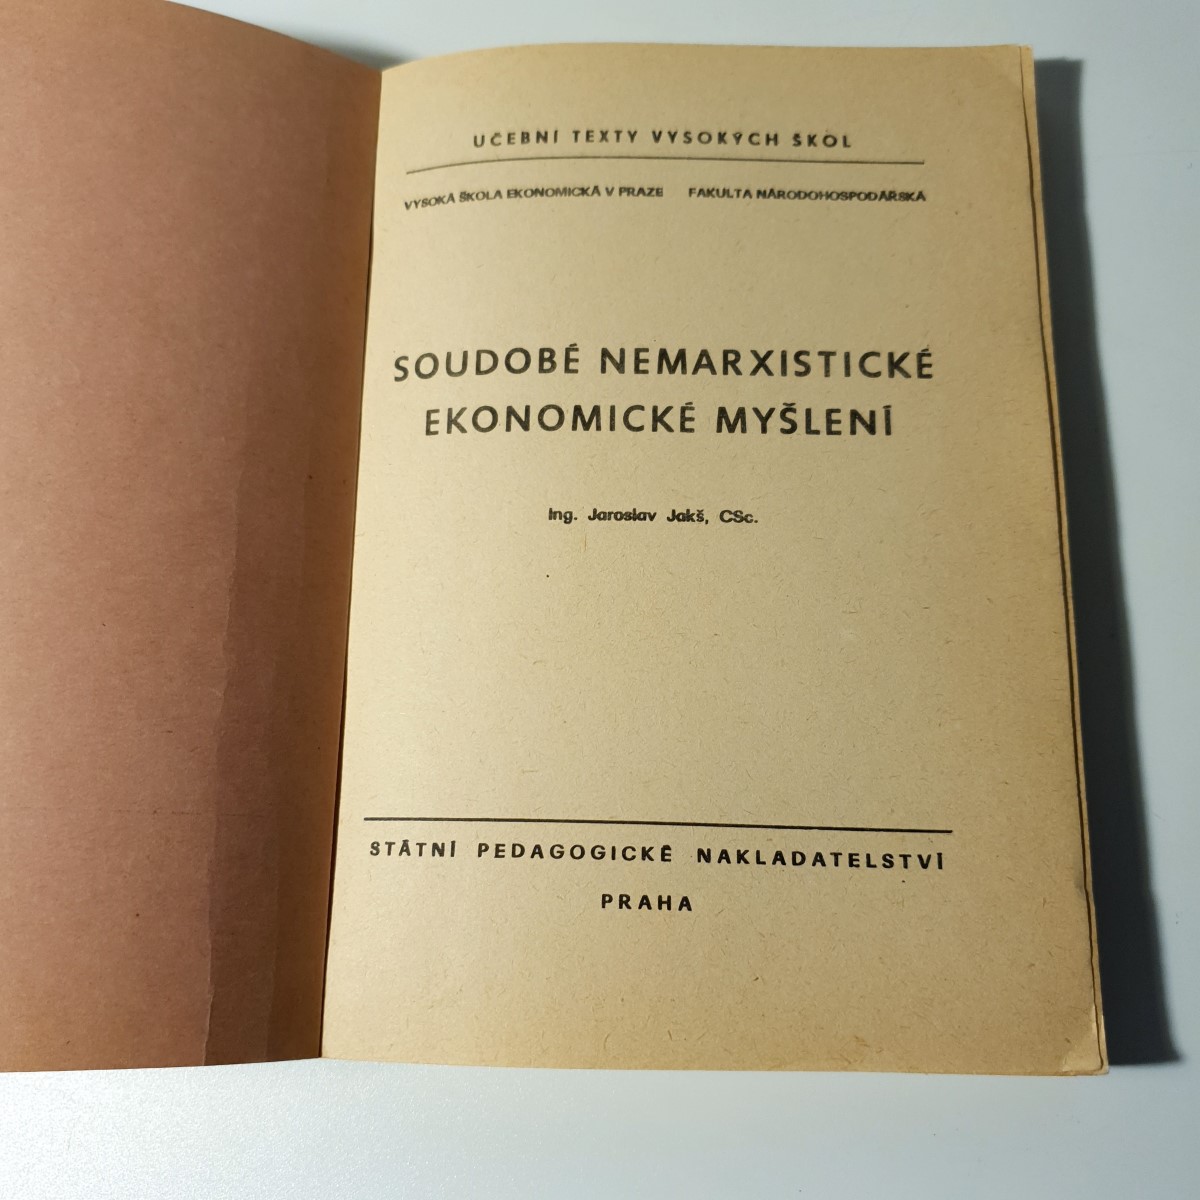 UČEBNÍ TEXTY VYSOKÝCH ŠKOL
VYSOKÁ ŠKOLA EKONOMICKÁ V PRAZE FAKULTA NÁRODOHOSPODÁŘSKÁ
SOUDOBÉ NEMARXISTICKÉ
EKONOMICKÉ MYŠLENÍ
Ing. Jaroslav Jakš, CSc.
STÁTNÍ PEDAGOGICKÉ NAKLADATELSTVÍ
PRAHA